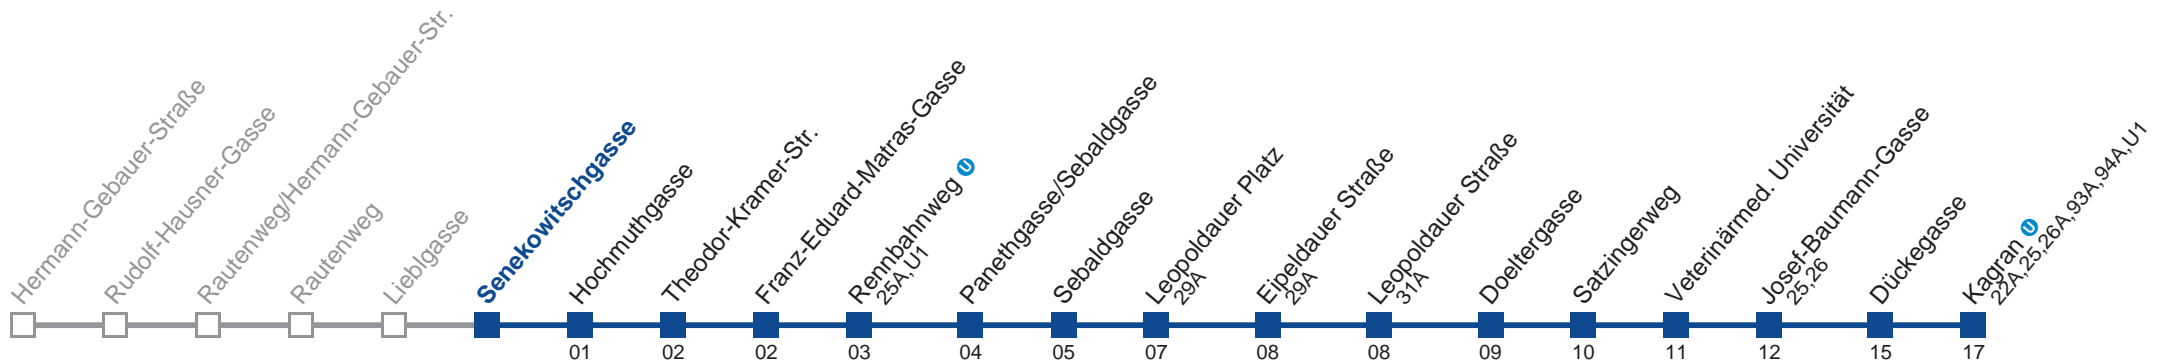 Hermann-Gebauer-Straße
Rudolf-Hausner-Gasse
Rautenweg/Hermann-Gebauer-Str.
Rautenweg
Lieblgasse
Senekowitschgasse
Hochmuthgasse
01
Theodor-Kramer-Str.
02
Franz-Eduard-Matras-Gasse
02
Rennbahnweg U
25A,U1
03
Panethgasse/Sebaldgasse
04
Sebaldgasse
05
Leopoldauer Platz
29A
07
Eipeldauer Straße
29A
08
Leopoldauer Straße
31A
08
Doeltergasse
09
Satzingerweg
10
Veterinärmed. Universität
11
Josef-Baumann-Gasse
25,26
12
Dückegasse
15
Kagran U
22A,25,26A,93A,94A,U1
17